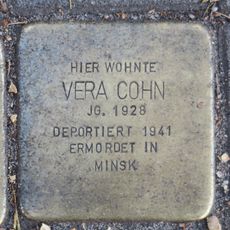 HIER WOHNTE
VERA COHN
JG. 1928
DEPORTIERT 1941
ERMORDET IN
MINSK